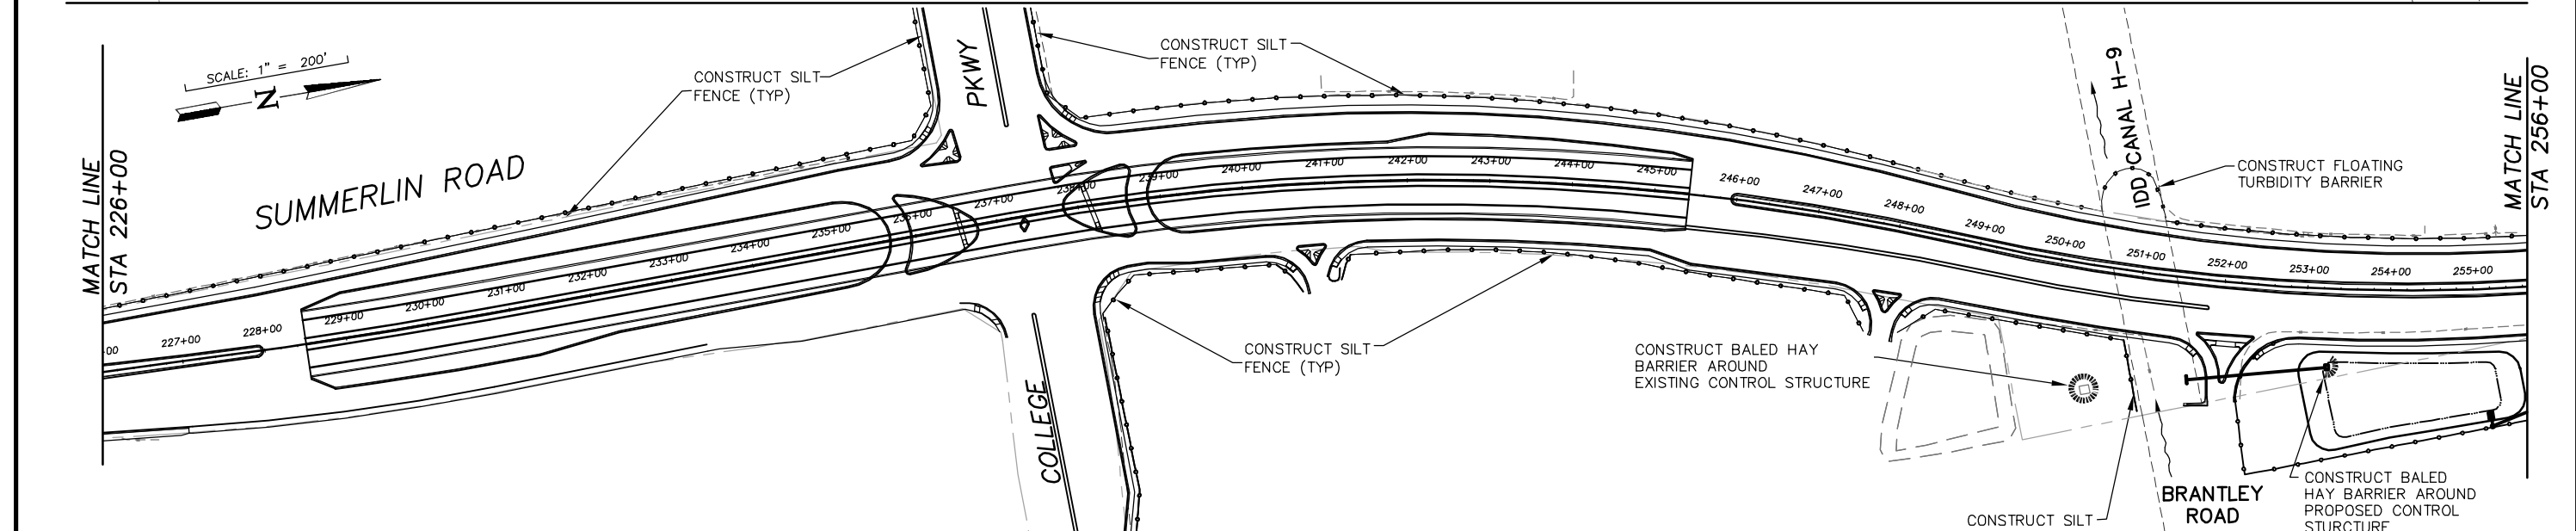 SCALE: 1" = 200'
N
MATCH LINE
STA 226+00
SUMMERLIN ROAD
CONSTRUCT SILT
FENCE (TYP)
PKWY
CONSTRUCT SILT
FENCE (TYP)
IDD CANAL H-9
CONSTRUCT FLOATING
TURBIDITY BARRIER
MATCH LINE
STA 256+00
00
227+00
228+00
229+00
230+00
231+00
232+00
233+00
234+00
235+00
236+00
237+00
238+00
239+00
240+00
241+00
242+00
243+00
244+00
245+00
246+00
247+00
248+00
249+00
250+00
251+00
252+00
253+00
254+00
255+00
COLLEGE
CONSTRUCT SILT
FENCE (TYP)
CONSTRUCT BALED HAY
BARRIER AROUND
EXISTING CONTROL STRUCTURE
CONSTRUCT SILT
BRANTLEY
ROAD
CONSTRUCT BALED
HAY BARRIER AROUND
PROPOSED CONTROL
STURCTURE